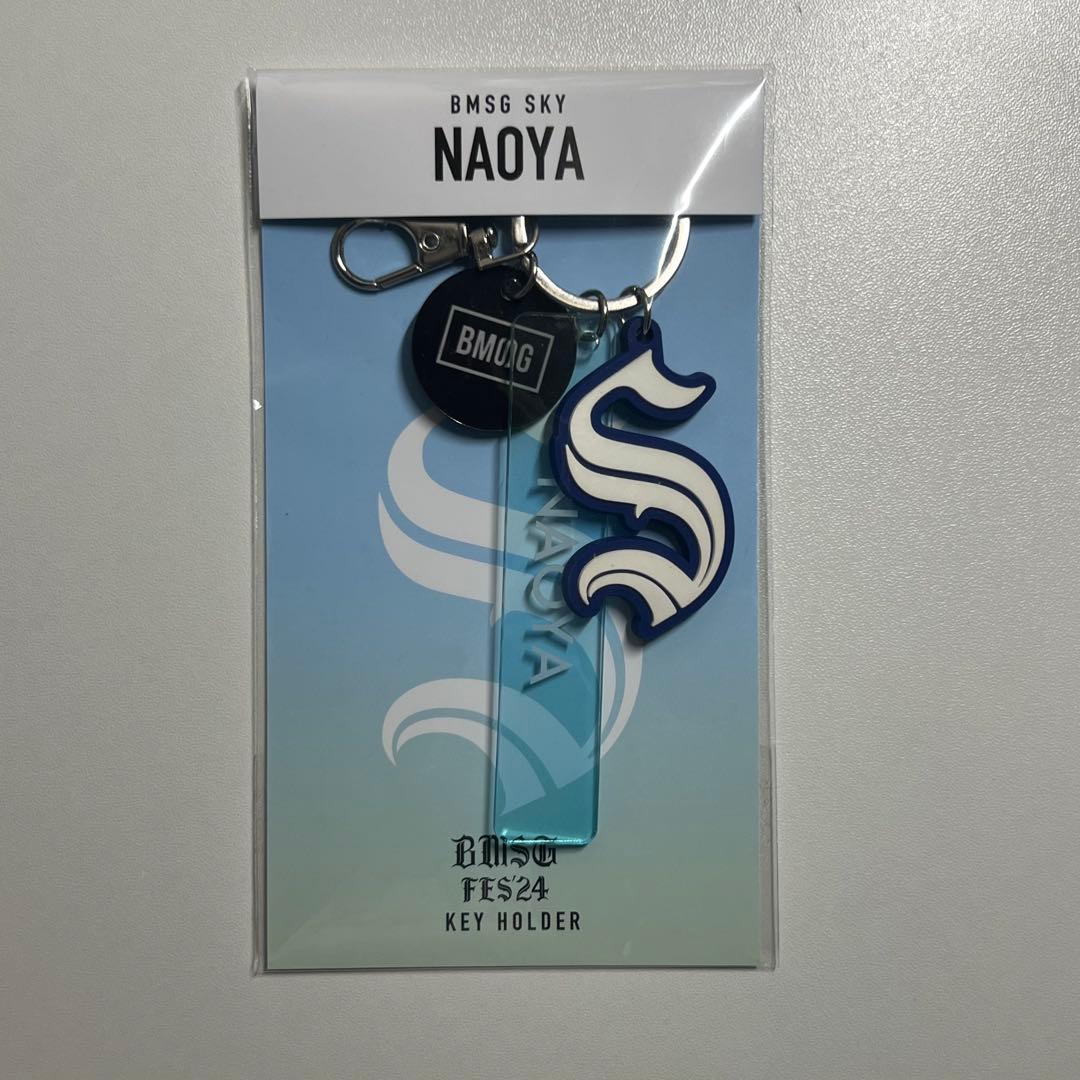 BMSG SKY
NAOYA
BMSG
NAOYA
S
BMSG
FES'24
KEY HOLDER